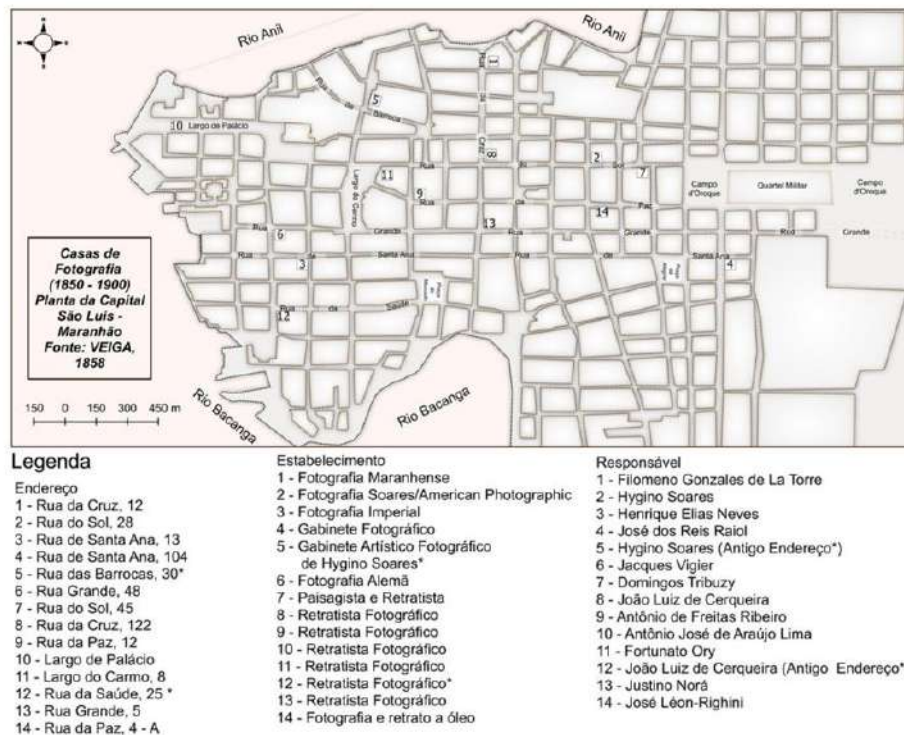 Rio Anil
Rio Anil
Largo de Palácio
Largo do Carmo
Rua da Cruz
Rua do Sol
Rua da Paz
Rua Grande Rua Grande Rua Grande
Rua de Santa Ana Rua de Santa Ana
Rua da Saúde
Campo d'Oroque
Quartel Militar
Campo d'Oroque
1
2
3
4
5
6
7
8
9
10
11
12
13
14
Casas de
Fotografia
(1850 - 1900)
Planta da Capital
São Luis -
Maranhão
Fonte: VEIGA,
1858
150 0 150 300 450 m
Rio Bacanga
Rio Bacanga
Legenda
Endereço
1 - Rua da Cruz, 12
2 - Rua do Sol, 28
3 - Rua de Santa Ana, 13
4 - Rua de Santa Ana, 104
5 - Rua das Barrocas, 30*
6 - Rua Grande, 48
7 - Rua do Sol, 45
8 - Rua da Cruz, 122
9 - Rua da Paz, 12
10 - Largo de Palácio
11 - Largo do Carmo, 8
12 - Rua da Saúde, 25 *
13 - Rua Grande, 5
14 - Rua da Paz, 4 - A
Estabelecimento
1 - Fotografia Maranhense
2 - Fotografia Soares/American Photographic
3 - Fotografia Imperial
4 - Gabinete Fotográfico
5 - Gabinete Artístico Fotográfico
de Hygino Soares*
6 - Fotografia Alemã
7 - Paisagista e Retratista
8 - Retratista Fotográfico
9 - Retratista Fotográfico
10 - Retratista Fotográfico
11 - Retratista Fotográfico
12 - Retratista Fotográfico*
13 - Retratista Fotográfico
14 - Fotografia e retrato a óleo
Responsável
1 - Filomeno Gonzales de La Torre
2 - Hygino Soares
3 - Henrique Elias Neves
4 - José dos Reis Raiol
5 - Hygino Soares (Antigo Endereço*)
6 - Jacques Vigier
7 - Domingos Tribuzy
8 - João Luiz de Cerqueira
9 - Antônio de Freitas Ribeiro
10 - Antônio José de Araújo Lima
11 - Fortunato Ory
12 - João Luiz de Cerqueira (Antigo Endereço*
13 - Justino Norá
14 - José Léon-Righini